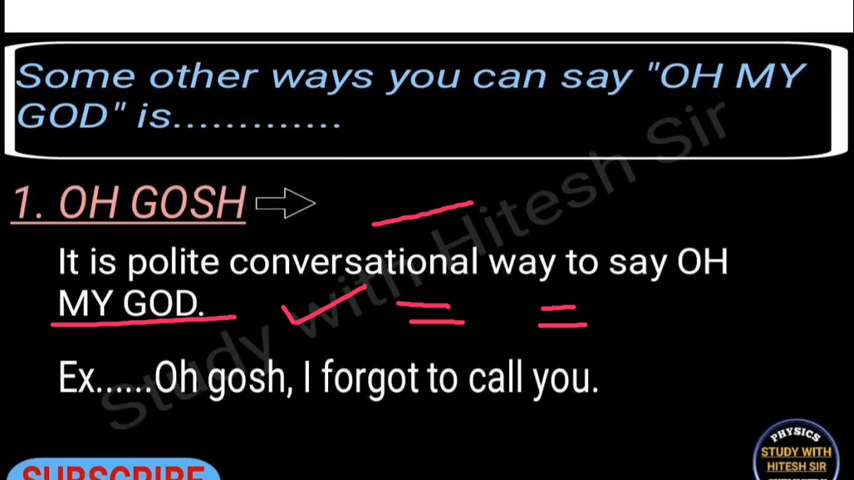 Some other ways you can say "OH MY
GOD" is.............
1. OH GOSH
It is polite conversational way to say OH
MY GOD.
Ex......Oh gosh, I forgot to call you.
Study with Hitesh Sir
PHYSICS
STUDY WITH
HITESH SIR
SUBSCRIBE